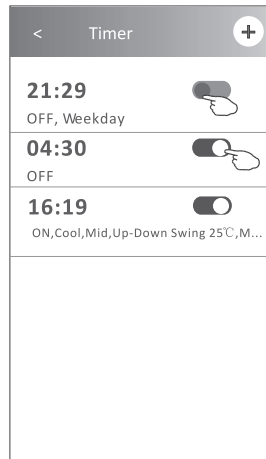 < Timer +
21:29
OFF, Weekday
04:30
OFF
16:19
ON,Cool,Mid,Up-Down Swing 25℃,M...